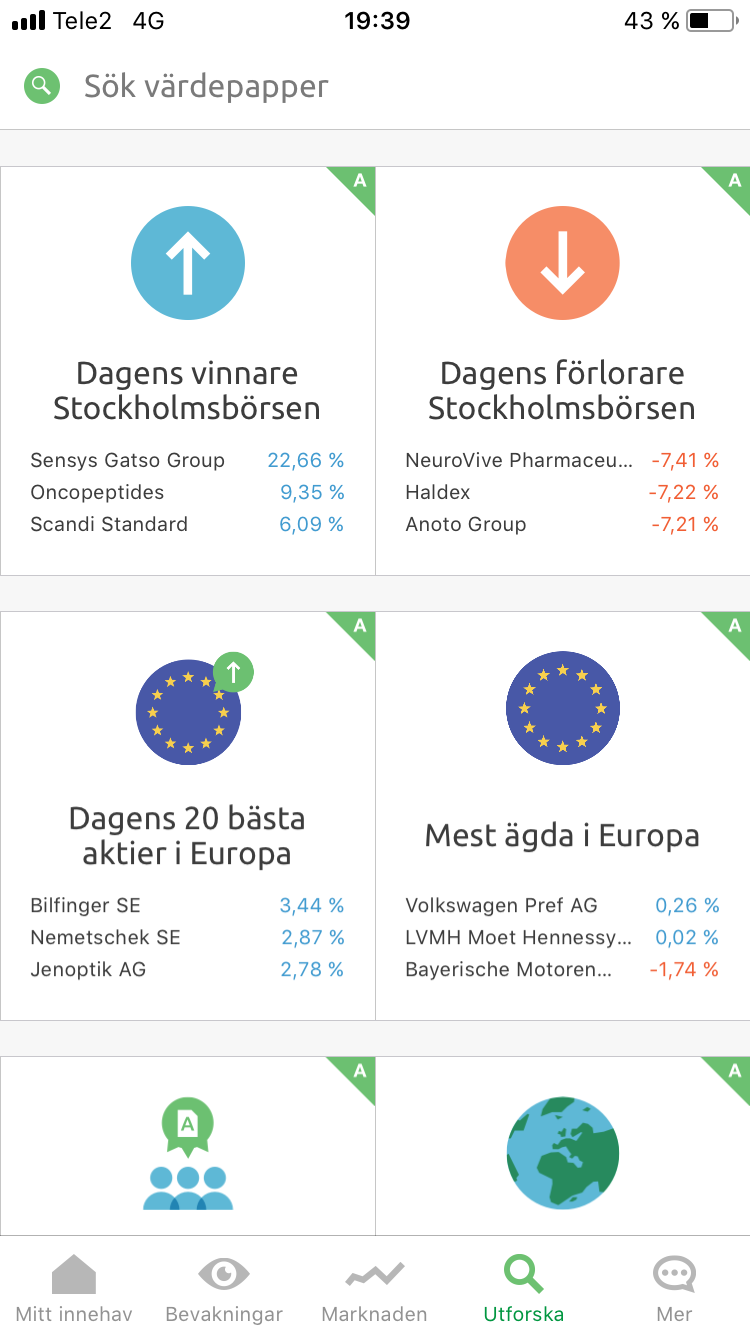 Tele2 4G 19:39 43 %
Sök värdepapper
A
Dagens vinnare
Stockholmsbörsen
Sensys Gatso Group 22,66 %
Oncopeptides 9,35 %
Scandi Standard 6,09 %
A
Dagens förlorare
Stockholmsbörsen
NeuroVive Pharmaceu... -7,41 %
Haldex -7,22 %
Anoto Group -7,21 %
A
Dagens 20 bästa
aktier i Europa
Bilfinger SE 3,44 %
Nemetschek SE 2,87 %
Jenoptik AG 2,78 %
A
Mest ägda i Europa
Volkswagen Pref AG 0,26 %
LVMH Moet Hennessy... 0,02 %
Bayerische Motoren... -1,74 %
A
A
A
Mitt innehav Bevakningar Marknaden Utforska Mer